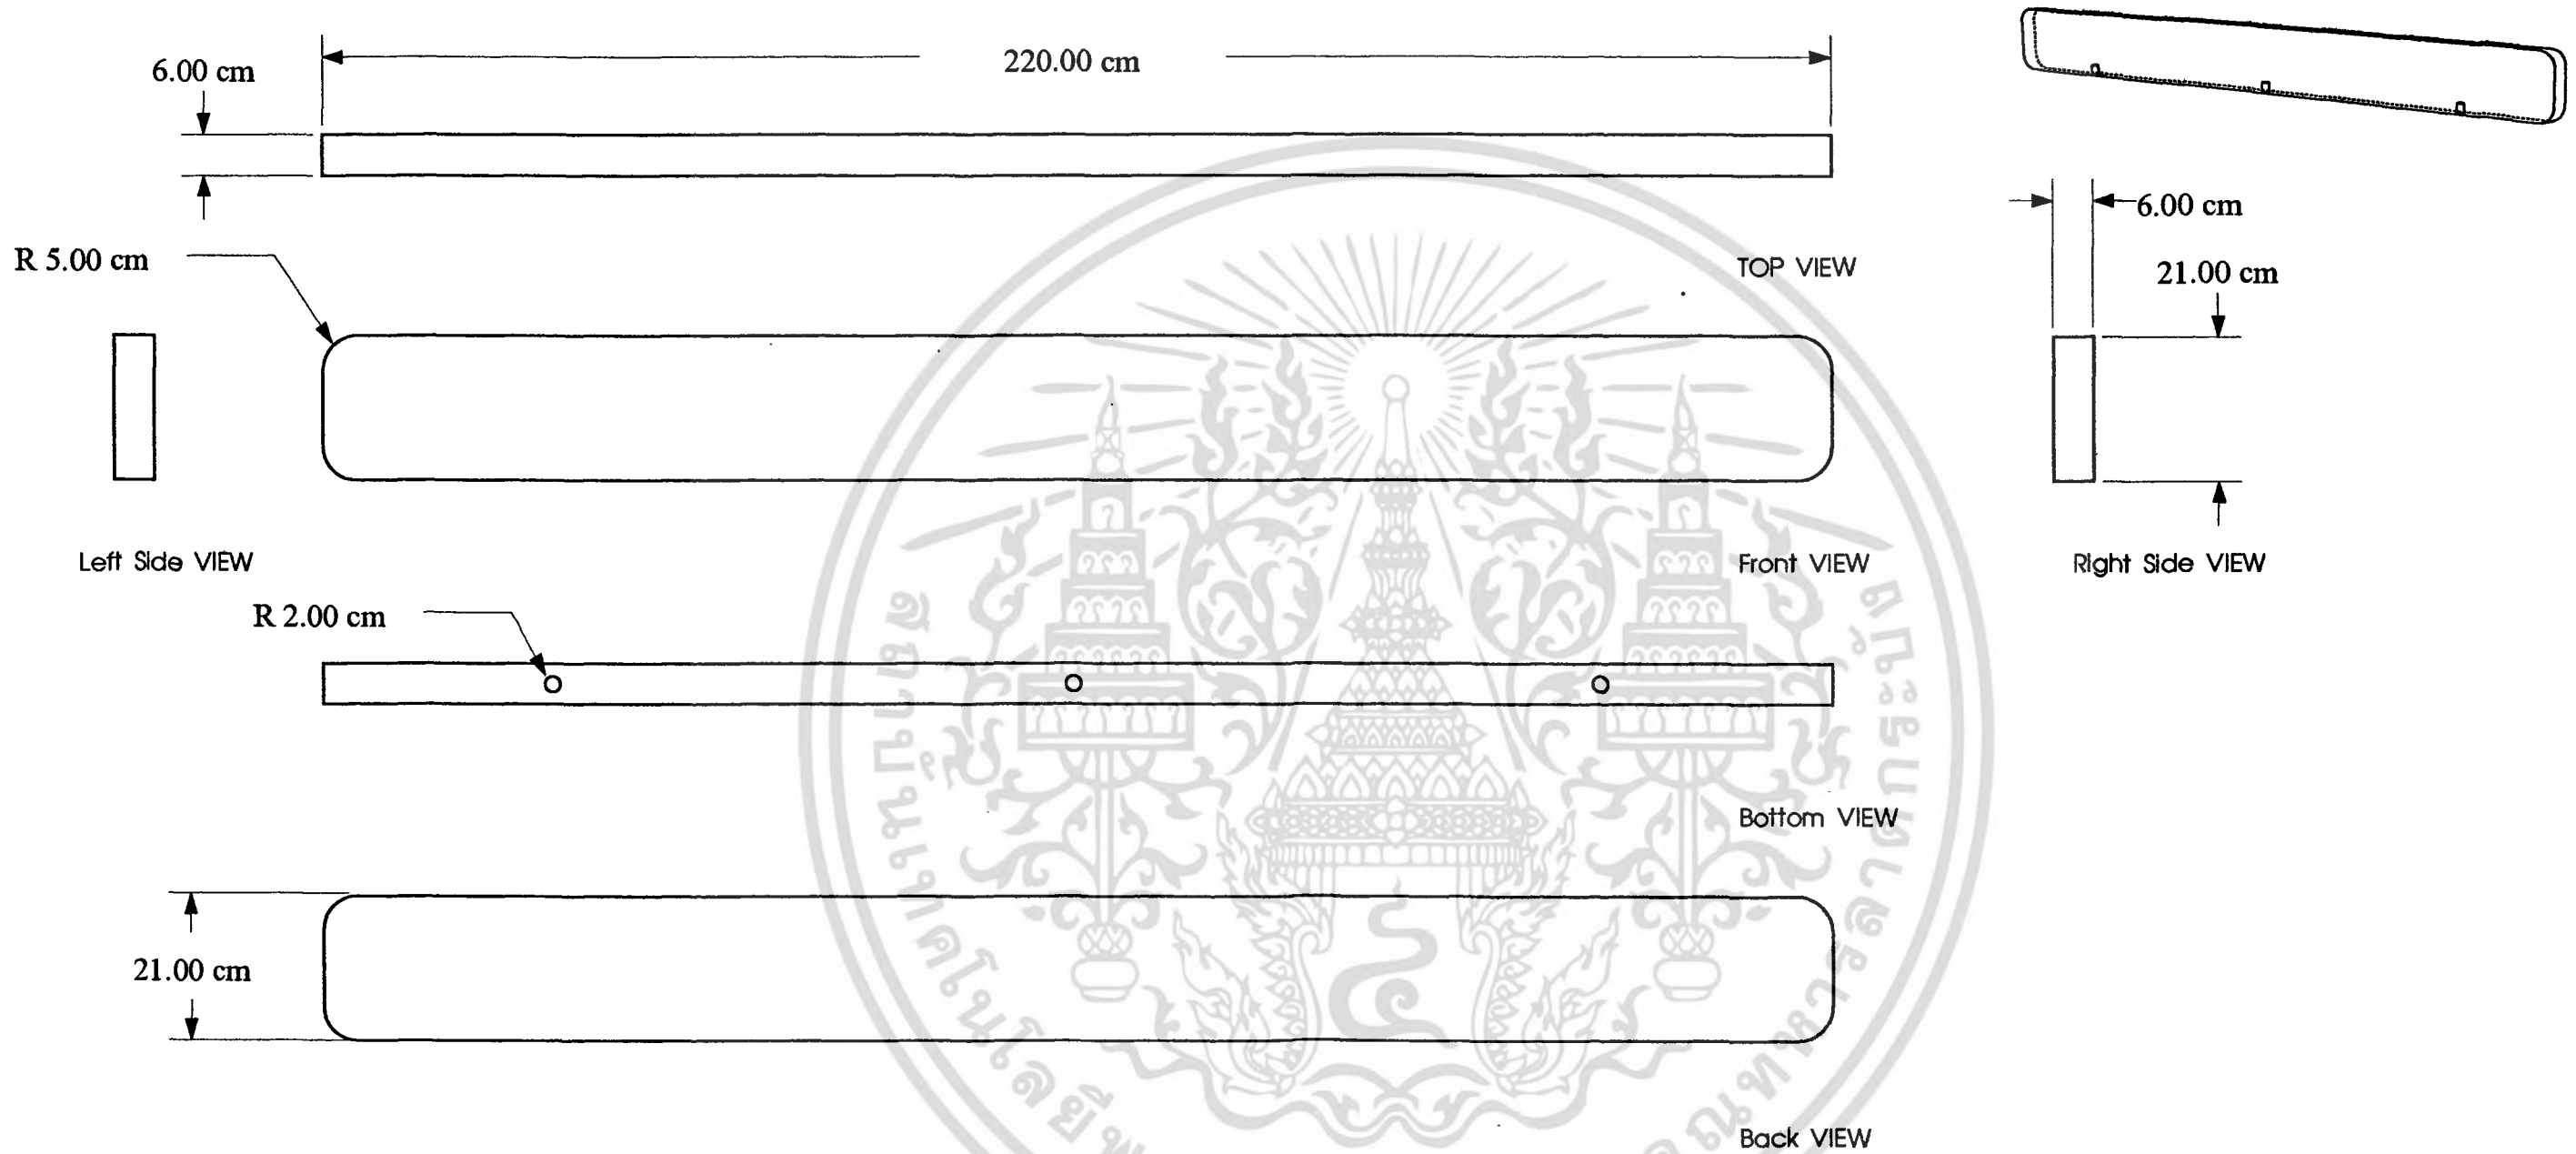 220.00 cm
6.00 cm
6.00 cm
R 5.00 cm
TOP VIEW
21.00 cm
Left Side VIEW
Front VIEW
Right Side VIEW
R 2.00 cm
Bottom VIEW
21.00 cm
Back VIEW